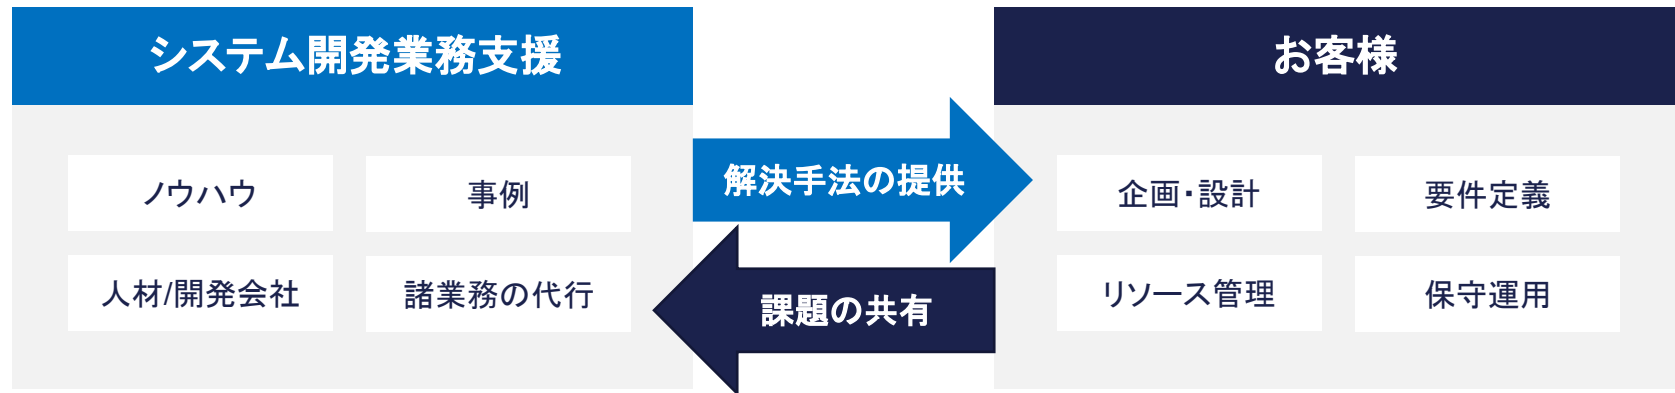 システム開発業務支援
ノウハウ
事例
人材/開発会社
諸業務の代行
解決手法の提供
課題の共有
お客様
企画・設計
要件定義
リソース管理
保守運用